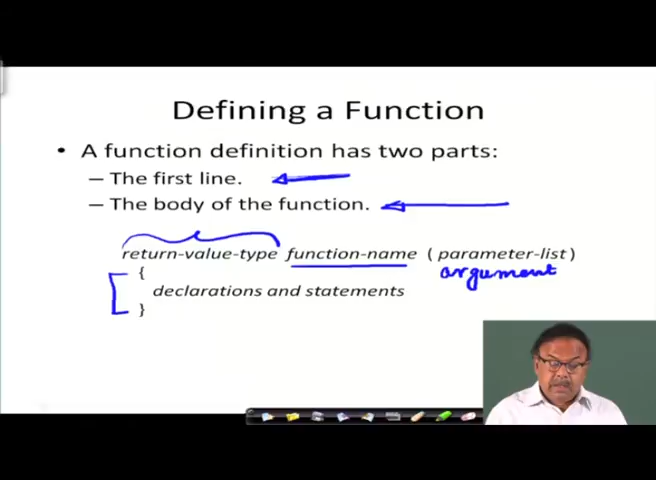 Defining a Function
• A function definition has two parts:
– The first line.
– The body of the function.
return-value-type function-name ( parameter-list )
argument
{
declarations and statements
}